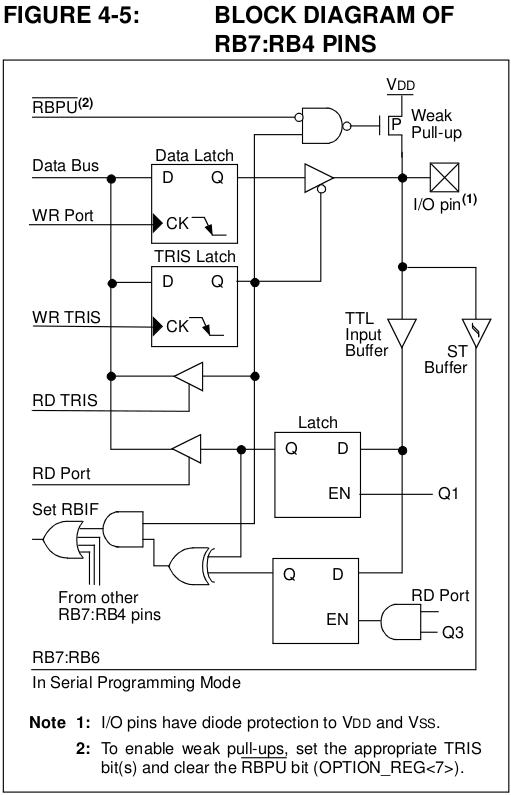 FIGURE 4-5: BLOCK DIAGRAM OF
RB7:RB4 PINS
VDD
RBPU(2)
P
Weak
Pull-up
Data Latch
Data Bus
D Q
I/O pin(1)
WR Port
CK
TRIS Latch
D Q
WR TRIS
CK
TTL
Input
Buffer
ST
Buffer
RD TRIS
Latch
Q D
RD Port
EN
Q1
Set RBIF
Q D
From other
RB7:RB4 pins
RD Port
EN
Q3
RB7:RB6
In Serial Programming Mode
Note 1: I/O pins have diode protection to VDD and VSS.
2: To enable weak pull-ups, set the appropriate TRIS
bit(s) and clear the RBPU bit (OPTION_REG<7>).